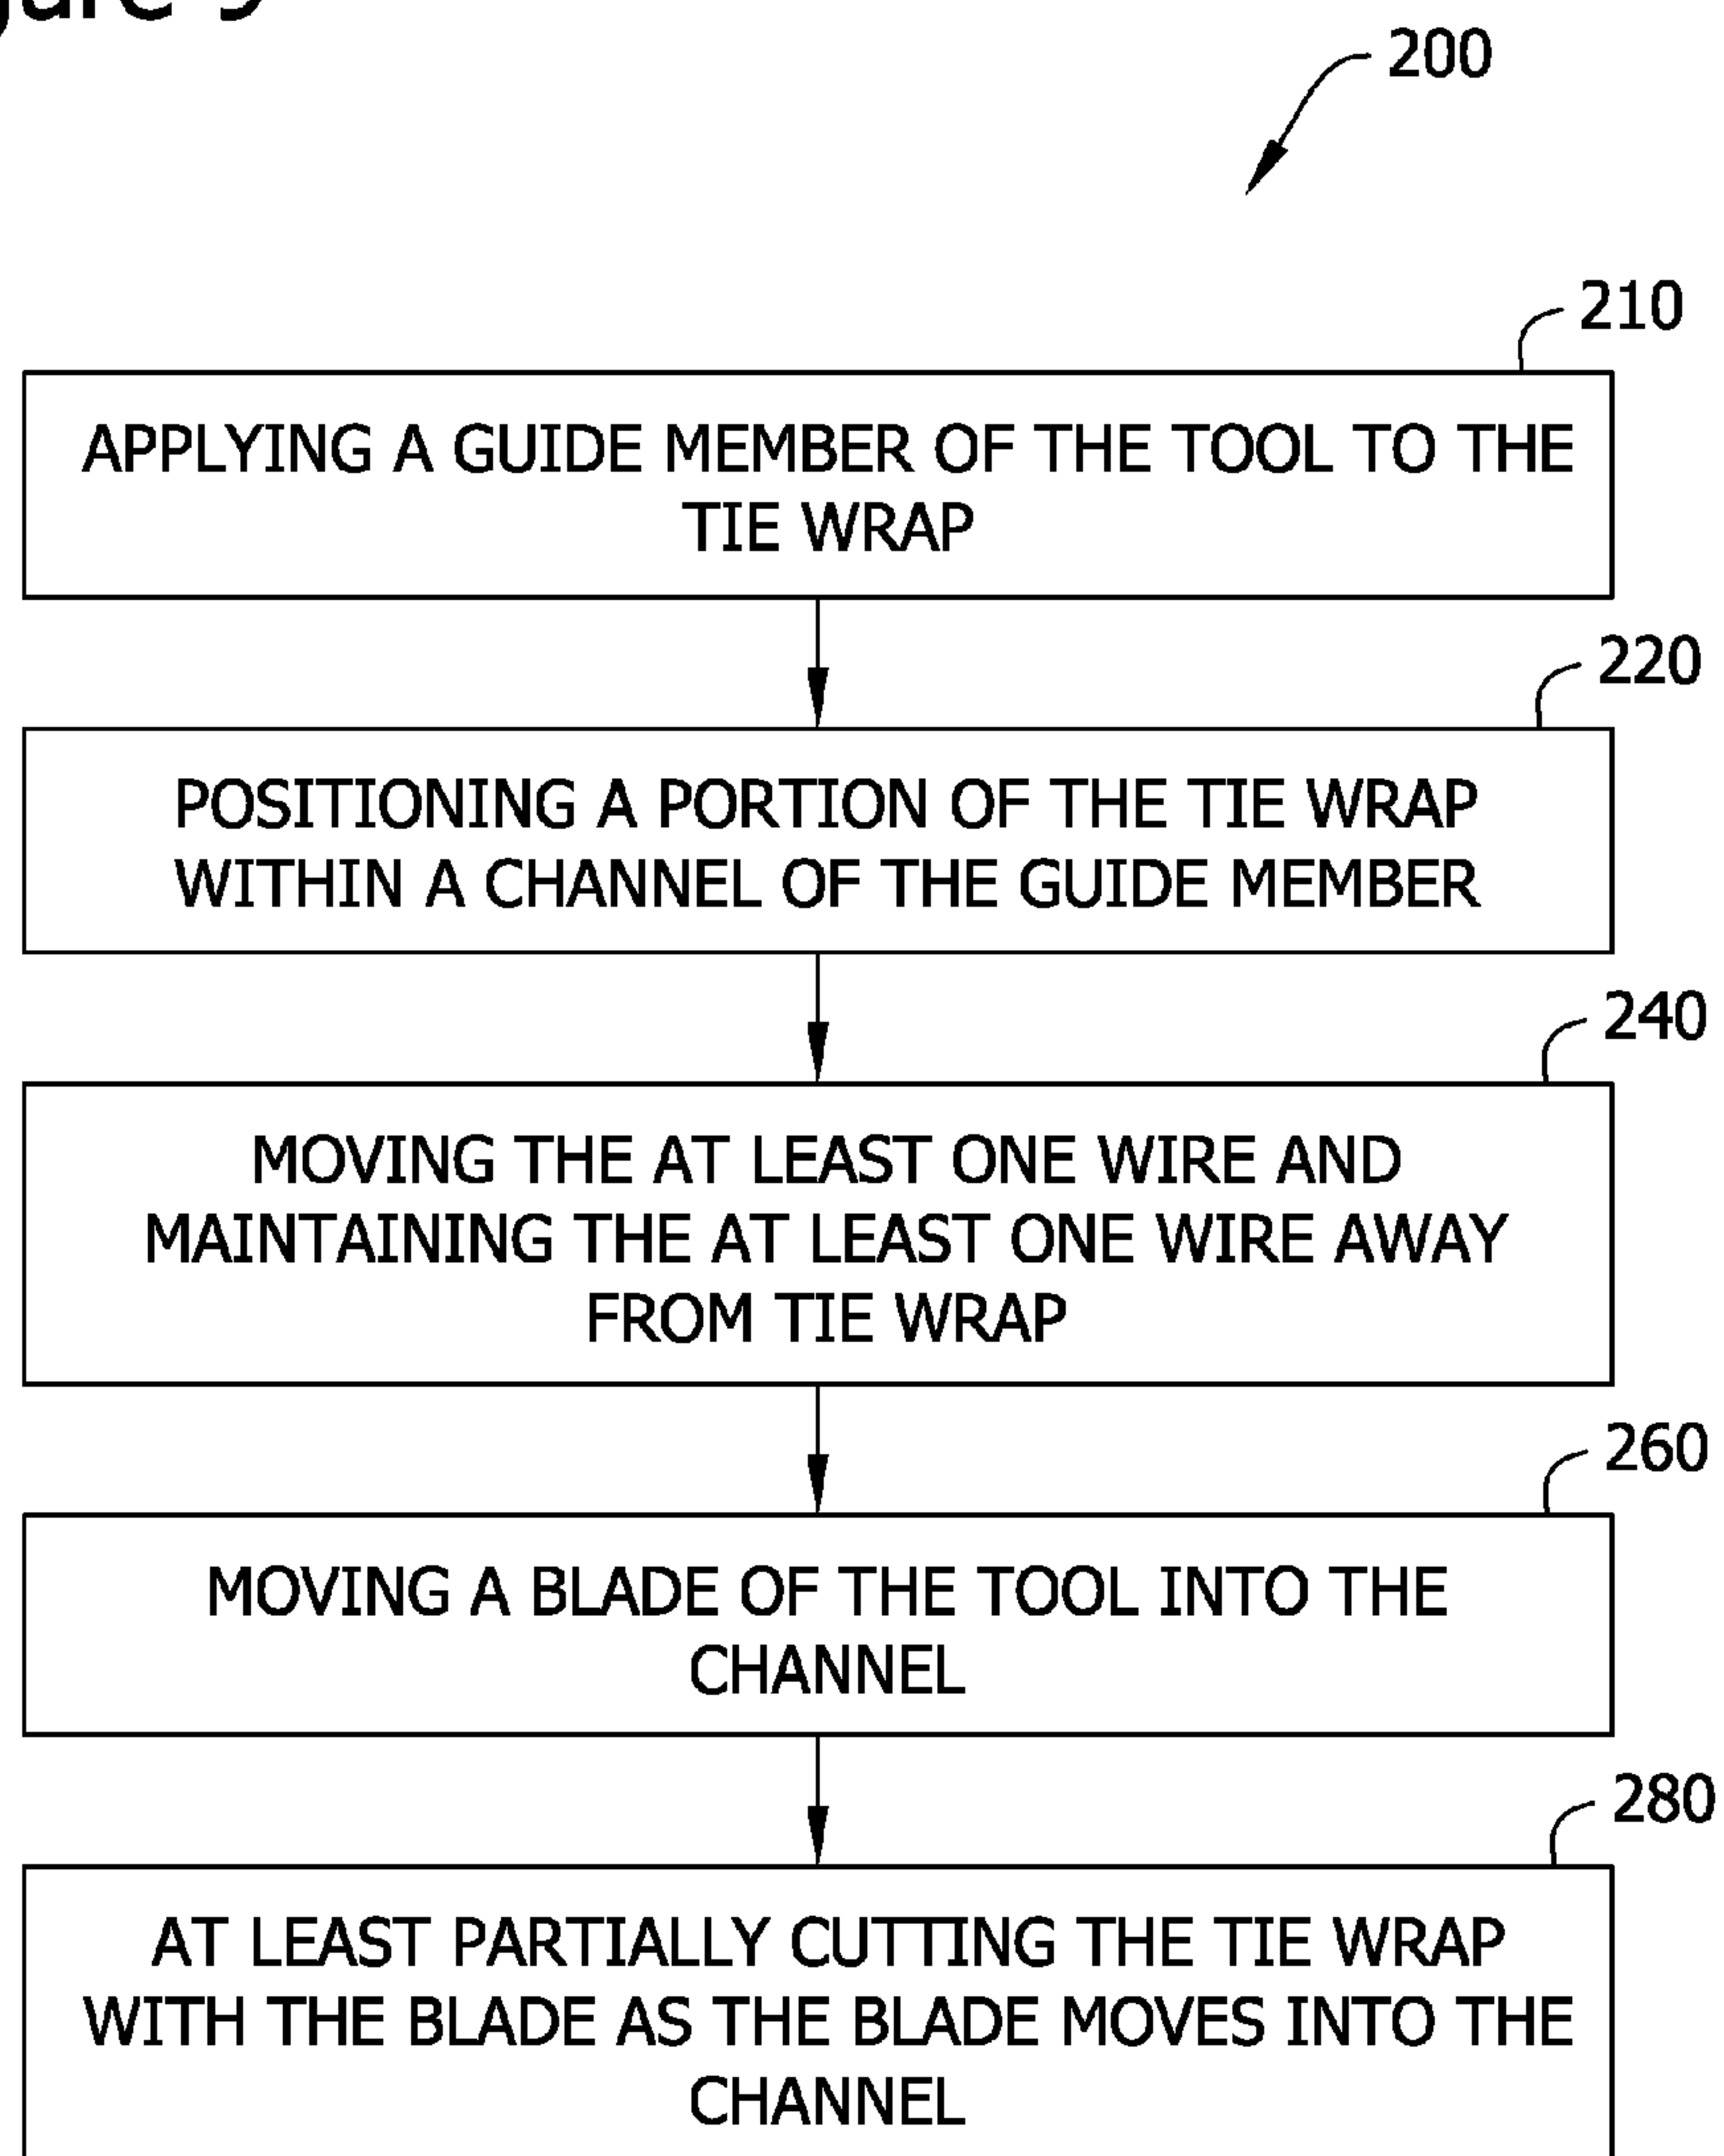 200
210
APPLYING A GUIDE MEMBER OF THE TOOL TO THE
TIE WRAP
220
POSITIONING A PORTION OF THE TIE WRAP
WITHIN A CHANNEL OF THE GUIDE MEMBER
240
MOVING THE AT LEAST ONE WIRE AND
MAINTAINING THE AT LEAST ONE WIRE AWAY
FROM TIE WRAP
260
MOVING A BLADE OF THE TOOL INTO THE
CHANNEL
280
AT LEAST PARTIALLY CUTTING THE TIE WRAP
WITH THE BLADE AS THE BLADE MOVES INTO THE
CHANNEL